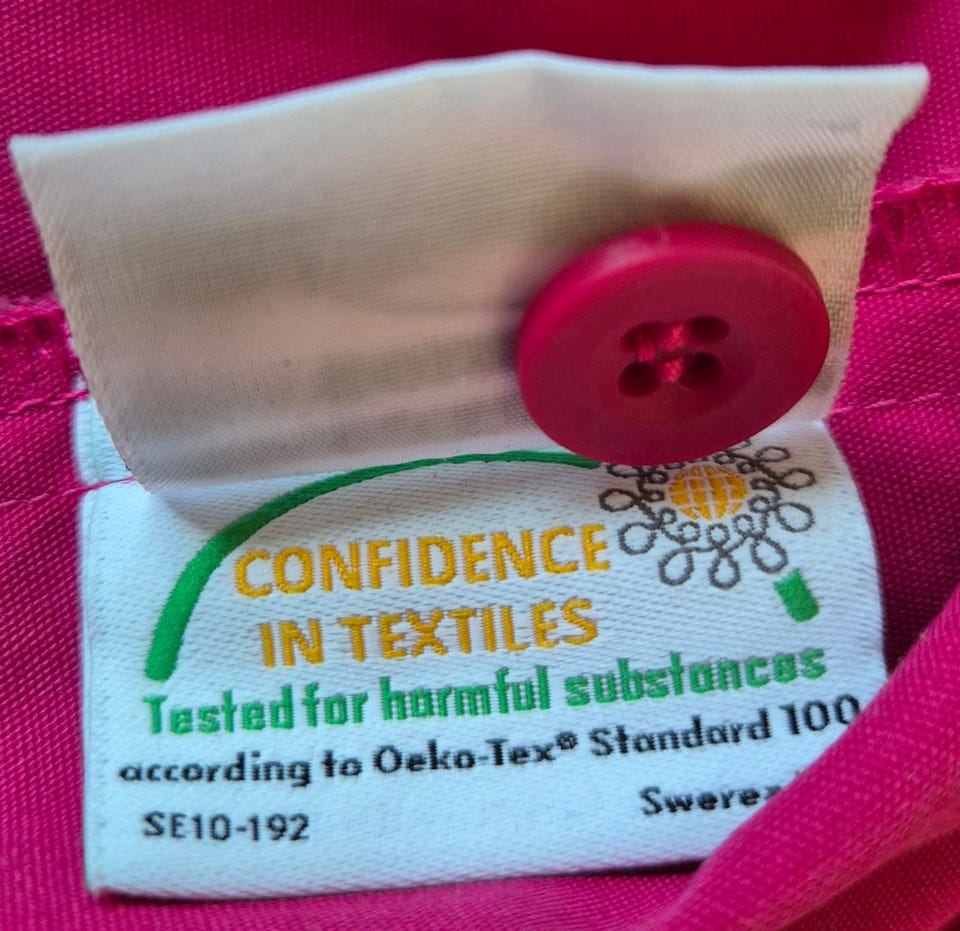 CONFIDENCE
IN TEXTILES
Tested for harmful substances
according to Oeko-Tex® Standard 100
SE10-192